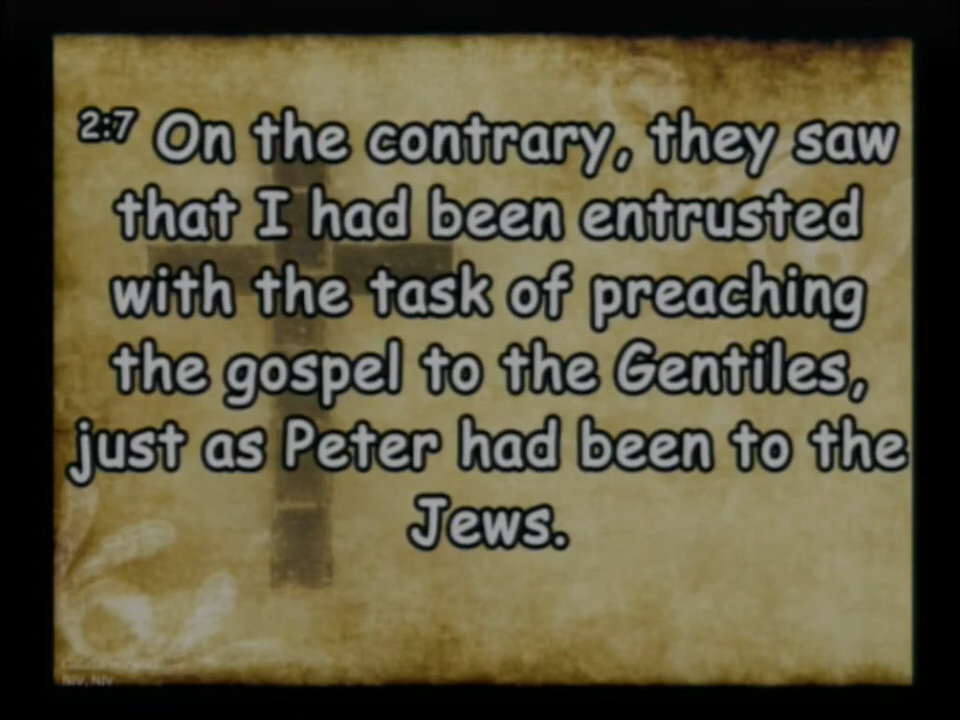 2:7 On the contrary, they saw
that I had been entrusted
with the task of preaching
the gospel to the Gentiles,
just as Peter had been to the
Jews.
NIV, NIV